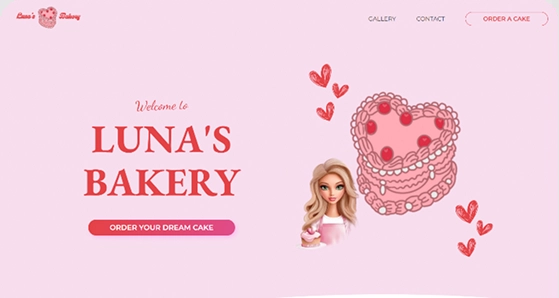 Luna's Bakery
GALLERY
CONTACT
ORDER A CAKE
Welcome to
LUNA'S
BAKERY
ORDER YOUR DREAM CAKE